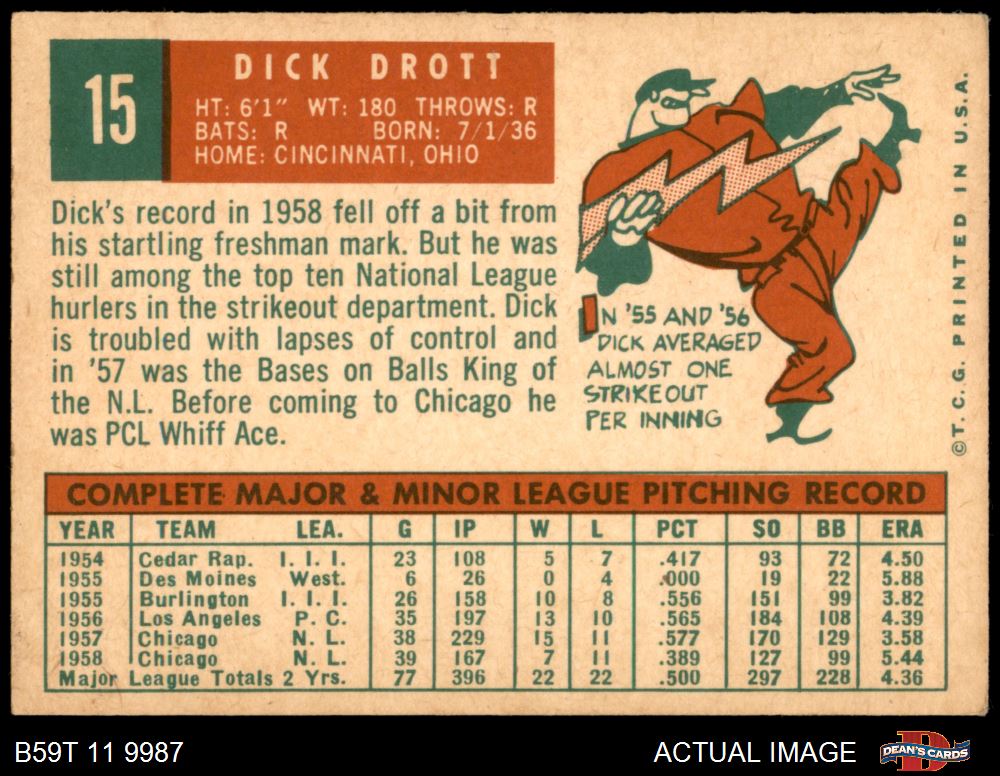 15
DICK DROTT
HT: 6'1" WT: 180 THROWS: R
BATS: R BORN: 7/1/36
HOME: CINCINNATI, OHIO
Dick's record in 1958 fell off a bit from
his startling freshman mark. But he was
still among the top ten National League
hurlers in the strikeout department. Dick
is troubled with lapses of control and
in '57 was the Bases on Balls King of
the N.L. Before coming to Chicago he
was PCL Whiff Ace.
IN '55 AND '56
DICK AVERAGED
ALMOST ONE
STRIKEOUT
PER INNING
© T. C. G. PRINTED IN U.S.A.
COMPLETE MAJOR & MINOR LEAGUE PITCHING RECORD
YEAR TEAM LEA. G IP W L PCT SO BB ERA
1954 Cedar Rap. I. I. I. 23 108 5 7 .417 93 72 4.50
1955 Des Moines West. 6 26 0 4 .000 19 22 5.88
1955 Burlington I. I. I. 26 158 10 8 .556 151 99 3.82
1956 Los Angeles P. C. 35 197 13 10 .565 184 108 4.39
1957 Chicago N. L. 38 229 15 11 .577 170 129 3.58
1958 Chicago N. L. 39 167 7 11 .389 127 99 5.44
Major League Totals 2 Yrs. 77 396 22 22 .500 297 228 4.36
B59T 11 9987
ACTUAL IMAGE
D
DEAN'S CARDS